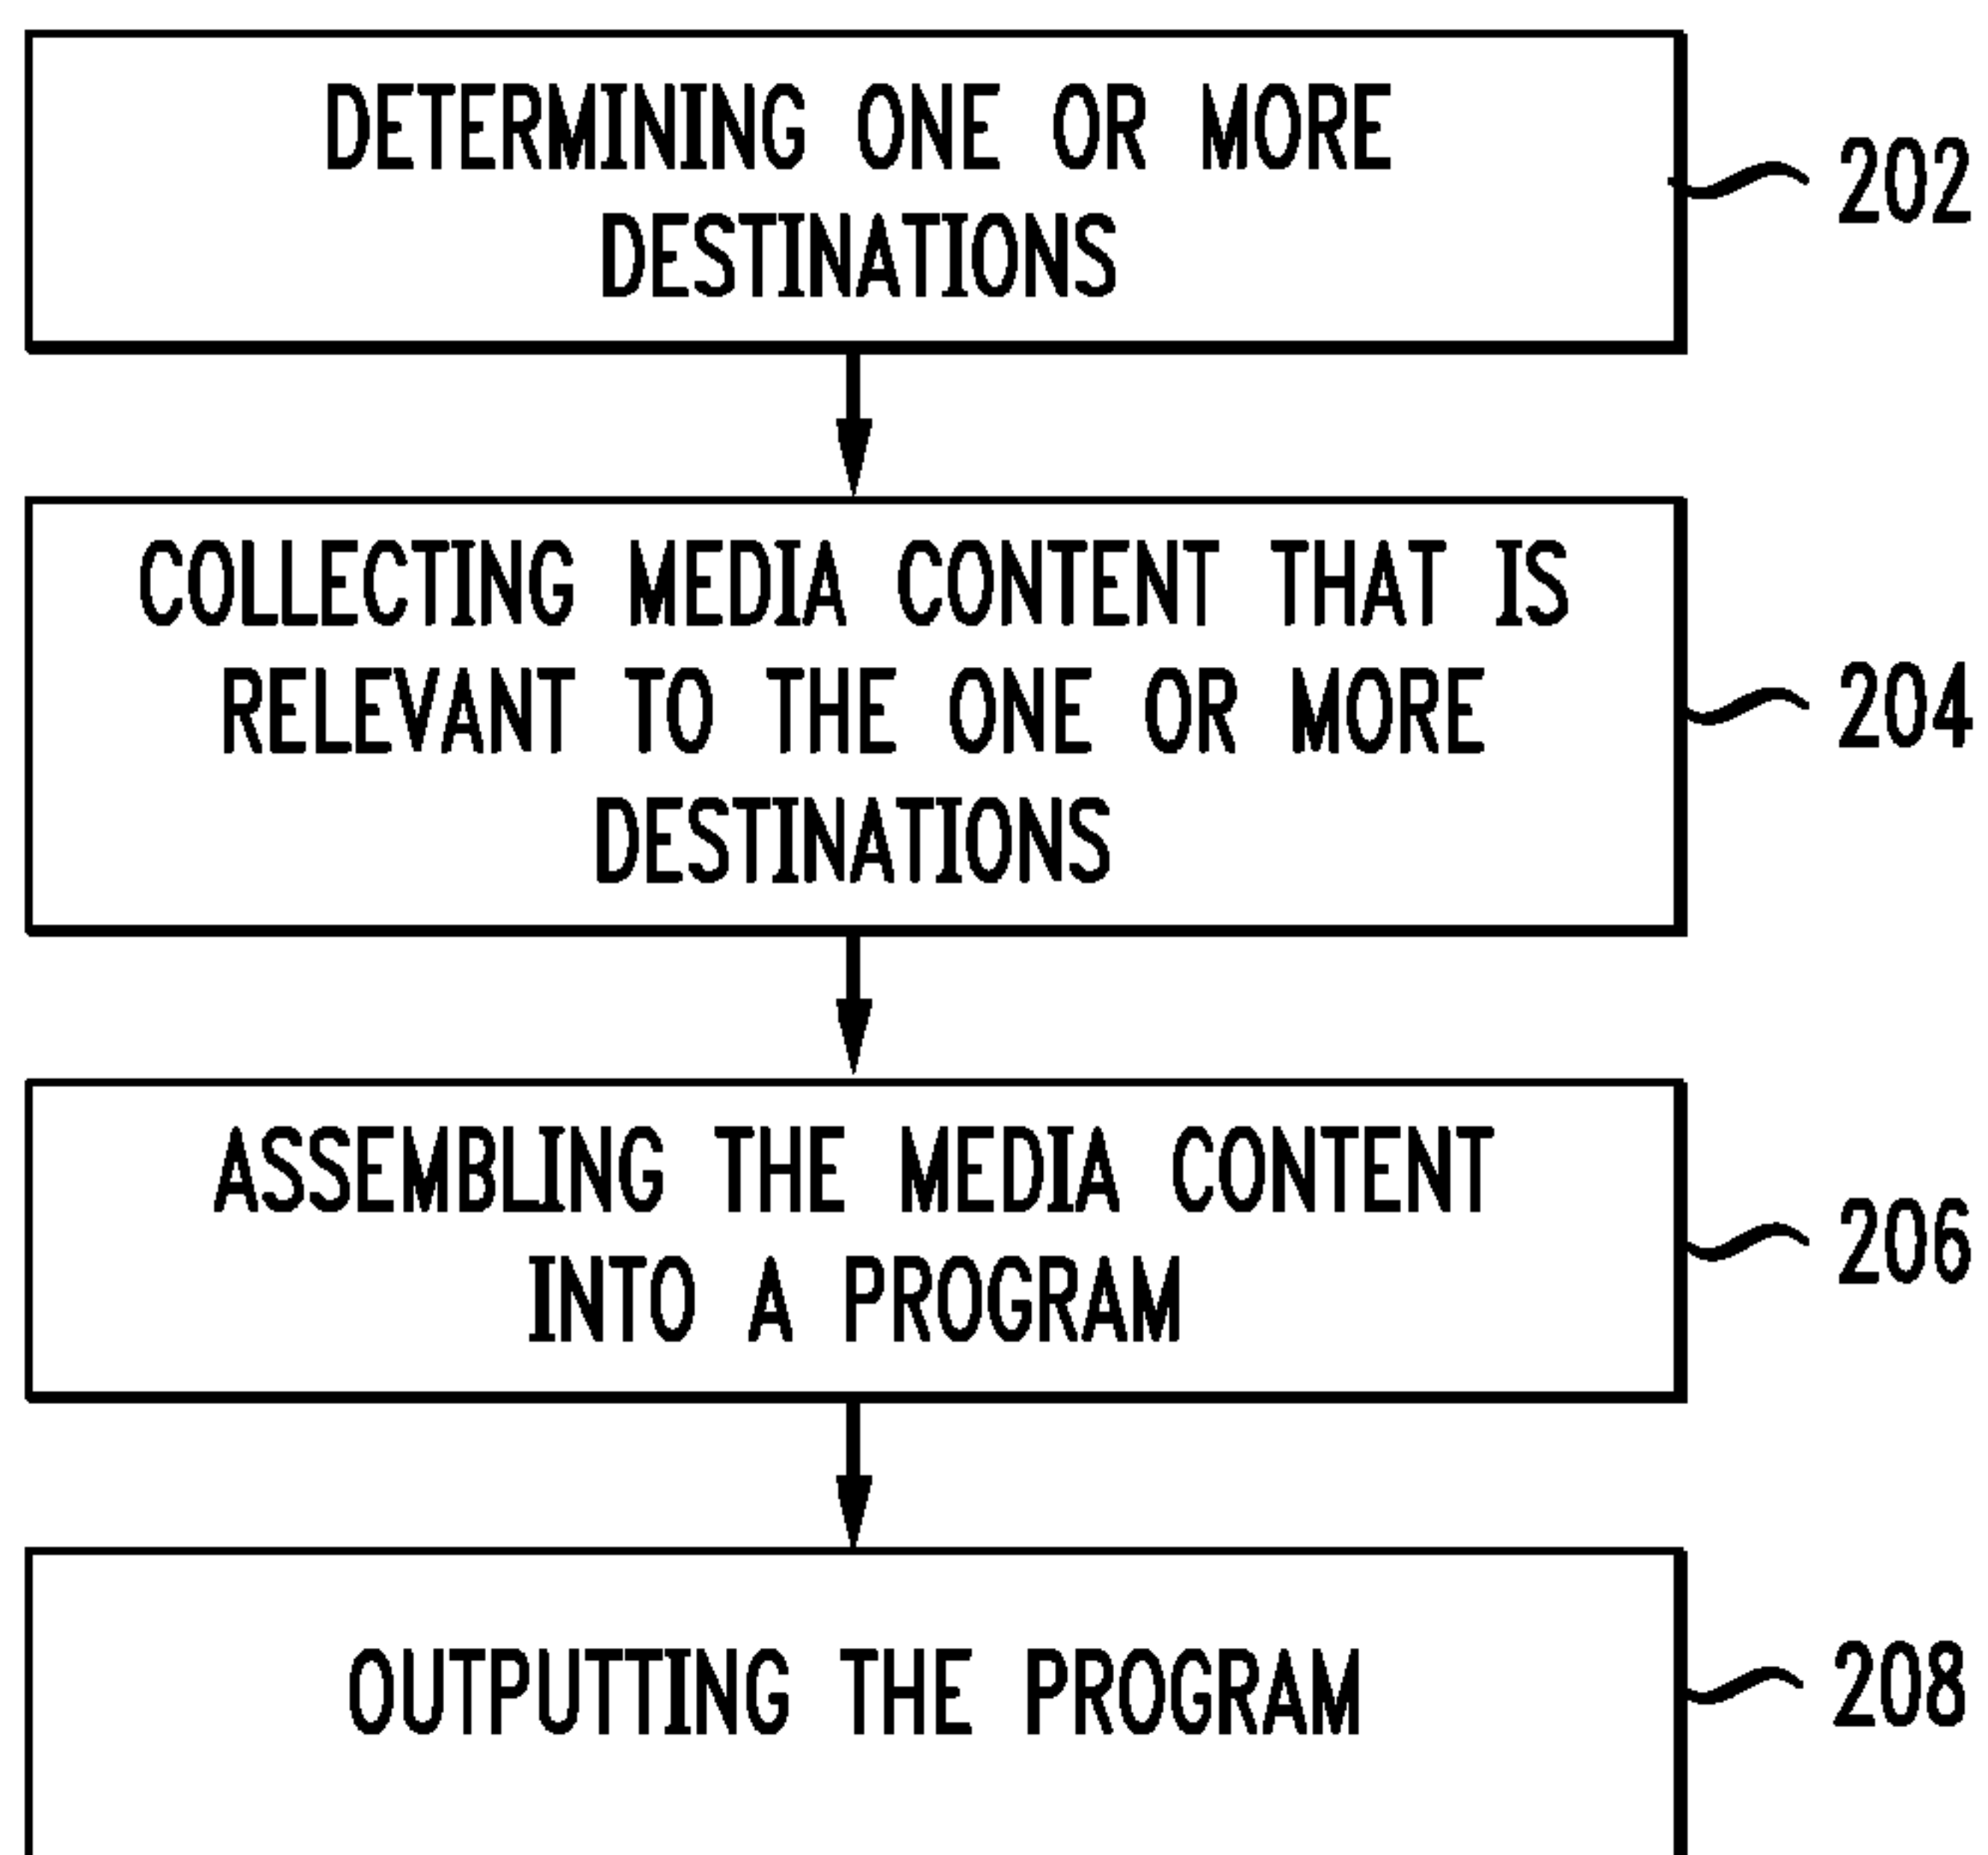 DETERMINING ONE OR MORE
DESTINATIONS
202
COLLECTING MEDIA CONTENT THAT IS
RELEVANT TO THE ONE OR MORE
DESTINATIONS
204
ASSEMBLING THE MEDIA CONTENT
INTO A PROGRAM
206
OUTPUTTING THE PROGRAM
208